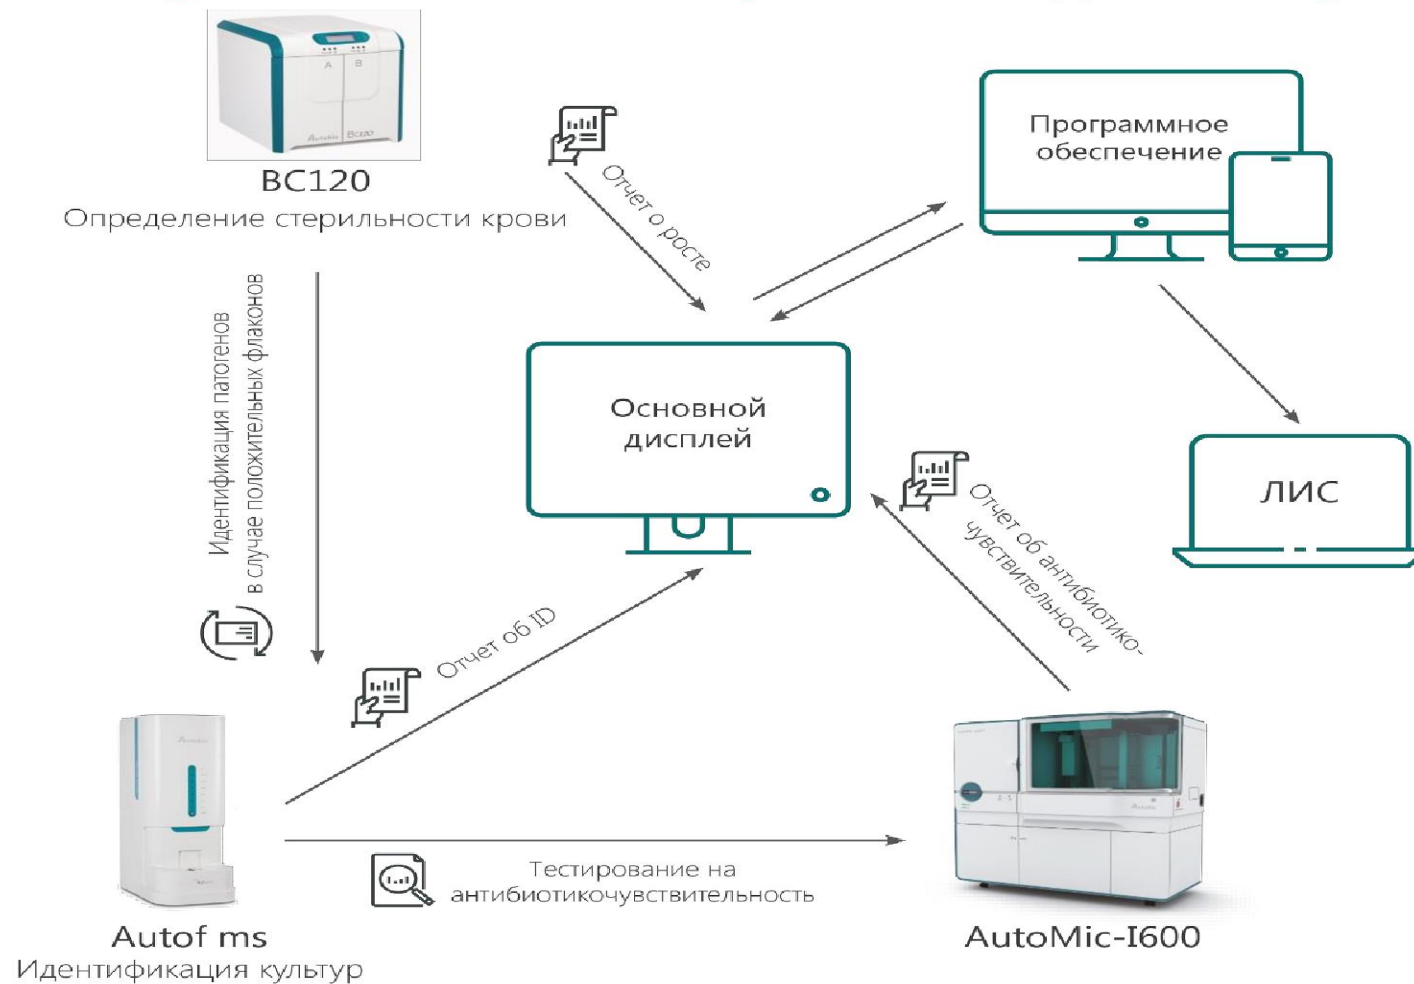 A B
BC120
BC120
Определение стерильности крови
Отчет о росте
Программное
обеспечение
Идентификация патогенов
в случае положительных флаконов
Основной
дисплей
ЛИС
Отчет об антибиотико-
чувствительности
Отчет об ID
Тестирование на
антибиотикочувствительность
Autof ms
Идентификация культур
AutoMic-I600